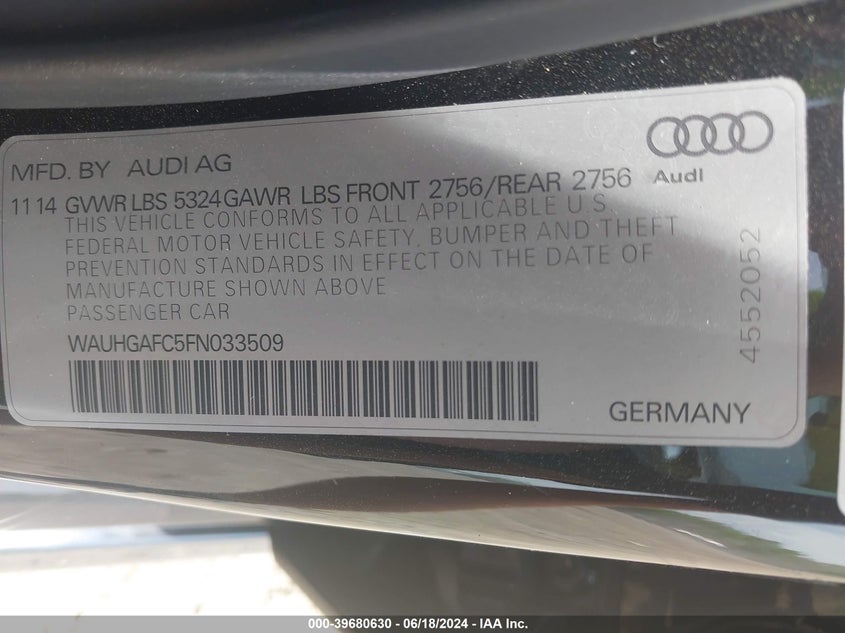 MFD. BY AUDI AG
Audi
11 14 GVWR LBS 5324 GAWR LBS FRONT 2756/REAR 2756
THIS VEHICLE CONFORMS TO ALL APPLICABLE U.S.
FEDERAL MOTOR VEHICLE SAFETY, BUMPER AND THEFT
PREVENTION STANDARDS IN EFFECT ON THE DATE OF
MANUFACTURE SHOWN ABOVE
PASSENGER CAR
WAUHGAFC5FN033509
GERMANY
4552052
000-39680630 / 06/18/2024 - IAA Inc.